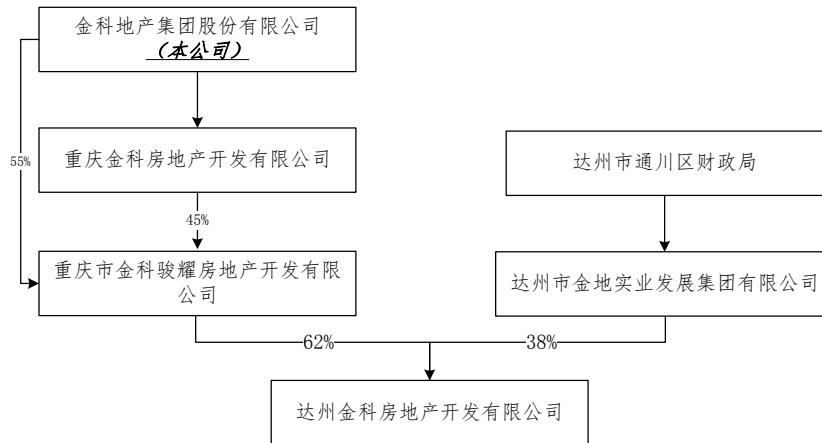 金科地产集团股份有限公司
（本公司）
55%
重庆金科房地产开发有限公司
达州市通川区财政局
45%
重庆市金科骏耀房地产开发有限
公司
达州市金地实业发展集团有限公司
62%
38%
达州金科房地产开发有限公司